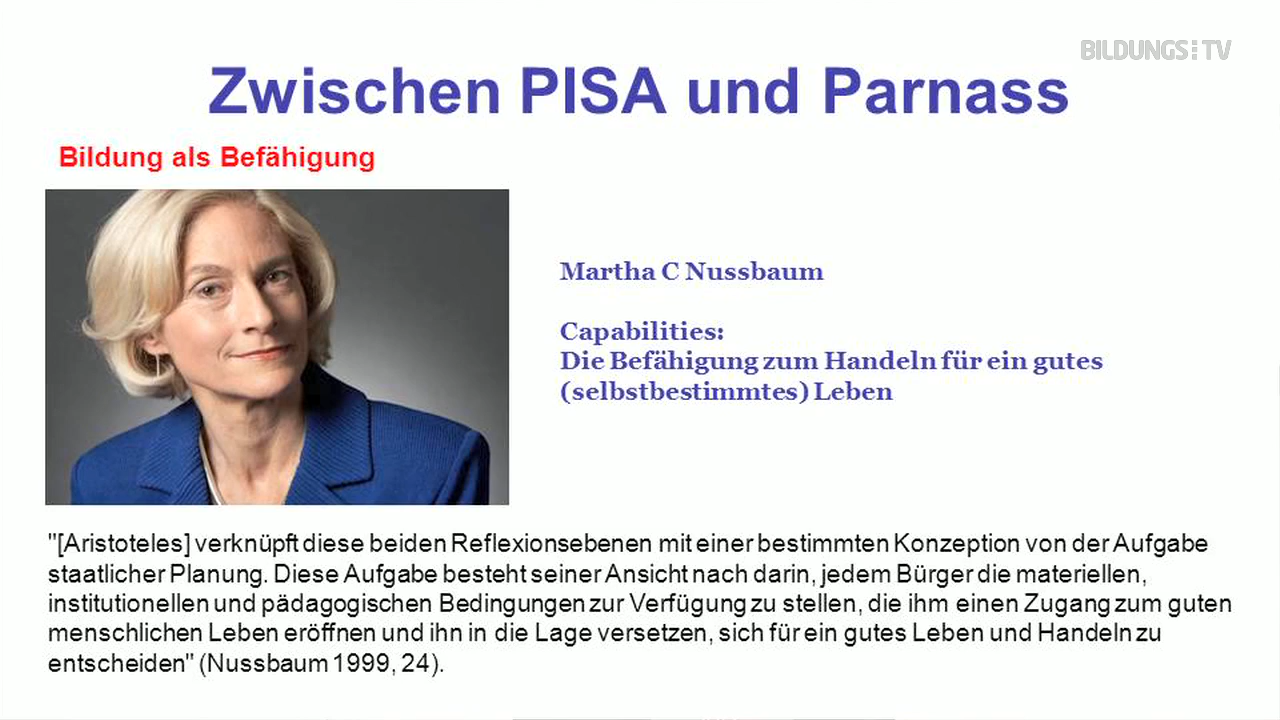 BILDUNGS:TV
Zwischen PISA und Parnass
Bildung als Befähigung
Martha C Nussbaum
Capabilities:
Die Befähigung zum Handeln für ein gutes
(selbstbestimmtes) Leben
"[Aristoteles] verknüpft diese beiden Reflexionsebenen mit einer bestimmten Konzeption von der Aufgabe
staatlicher Planung. Diese Aufgabe besteht seiner Ansicht nach darin, jedem Bürger die materiellen,
institutionellen und pädagogischen Bedingungen zur Verfügung zu stellen, die ihm einen Zugang zum guten
menschlichen Leben eröffnen und ihn in die Lage versetzen, sich für ein gutes Leben und Handeln zu
entscheiden" (Nussbaum 1999, 24).